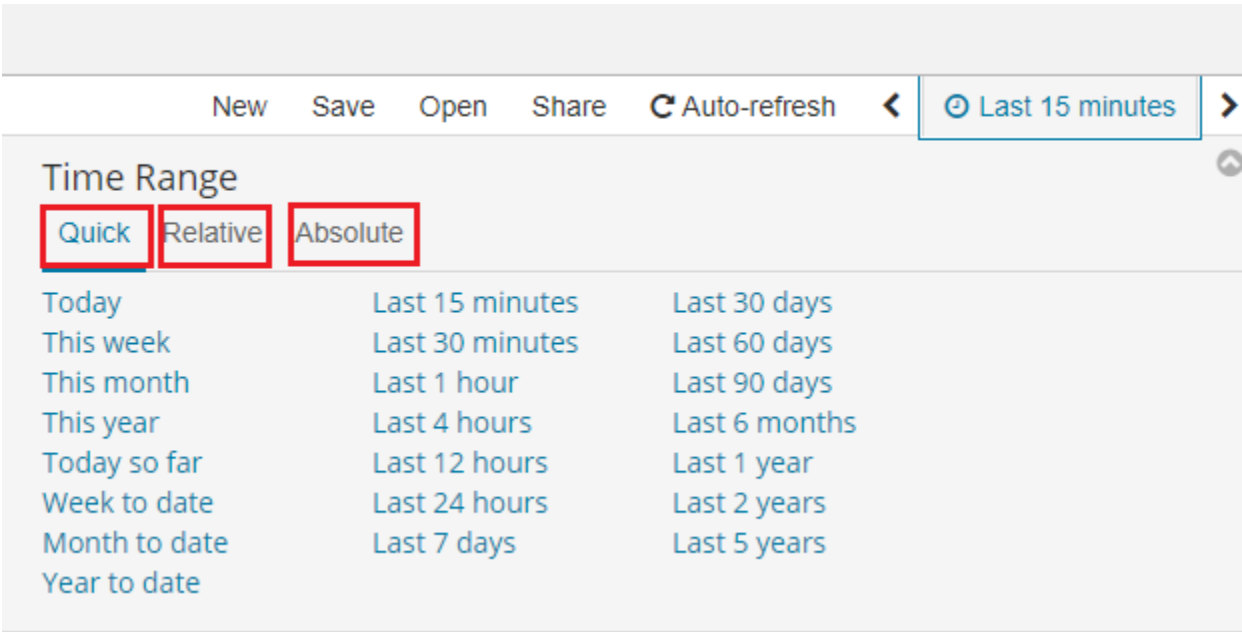 New Save Open Share Auto-refresh Last 15 minutes
Time Range
Quick Relative Absolute
Today Last 15 minutes Last 30 days
This week Last 30 minutes Last 60 days
This month Last 1 hour Last 90 days
This year Last 4 hours Last 6 months
Today so far Last 12 hours Last 1 year
Week to date Last 24 hours Last 2 years
Month to date Last 7 days Last 5 years
Year to date